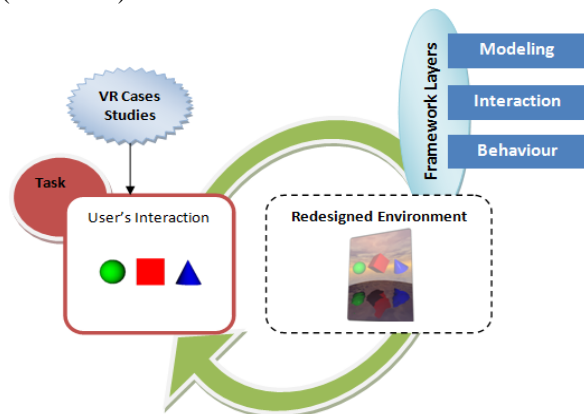 VR Cases
Studies
Task
User's Interaction
Redesigned Environment
Framework Layers
Modeling
Interaction
Behaviour